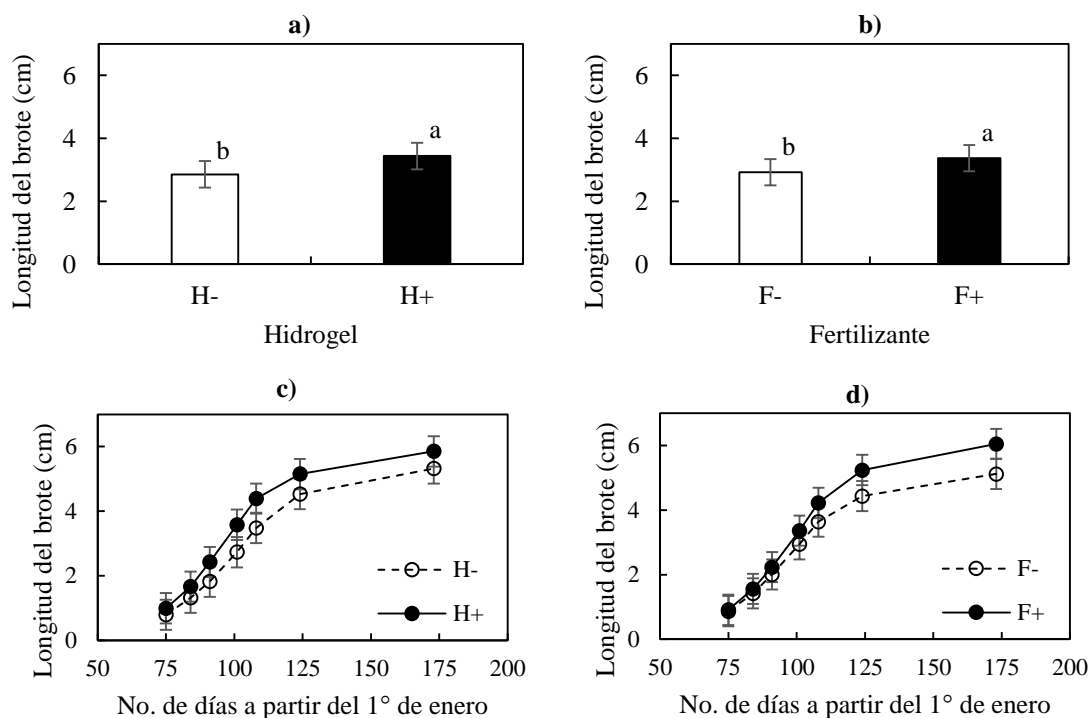 a)
Longitud del brote (cm)
6
4
2
0
b
a
H-
H+
Hidrogel
b)
Longitud del brote (cm)
6
4
2
0
b
a
F-
F+
Fertilizante
c)
Longitud del brote (cm)
6
4
2
0
H-
H+
50
75
100
125
150
175
200
No. de días a partir del 1° de enero
d)
Longitud del brote (cm)
6
4
2
0
F-
F+
50
75
100
125
150
175
200
No. de días a partir del 1° de enero